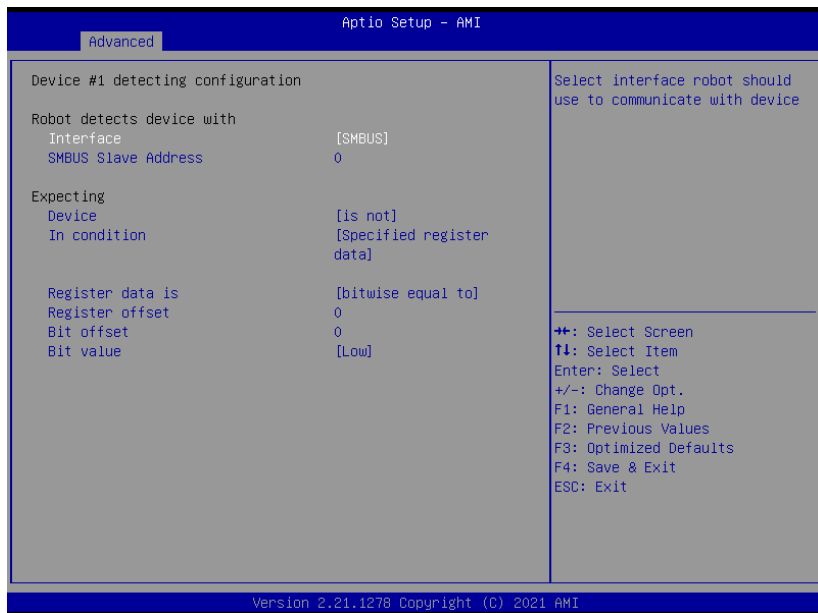 Aptio Setup – AMI
Advanced
Device #1 detecting configuration
Robot detects device with
Interface [SMBUS]
SMBUS Slave Address 0
Expecting
Device [is not]
In condition [Specified register
data]
Register data is [bitwise equal to]
Register offset 0
Bit offset 0
Bit value [Low]
Select interface robot should
use to communicate with device
→←: Select Screen
↑↓: Select Item
Enter: Select
+/-: Change Opt.
F1: General Help
F2: Previous Values
F3: Optimized Defaults
F4: Save & Exit
ESC: Exit
Version 2.21.1278 Copyright (C) 2021 AMI